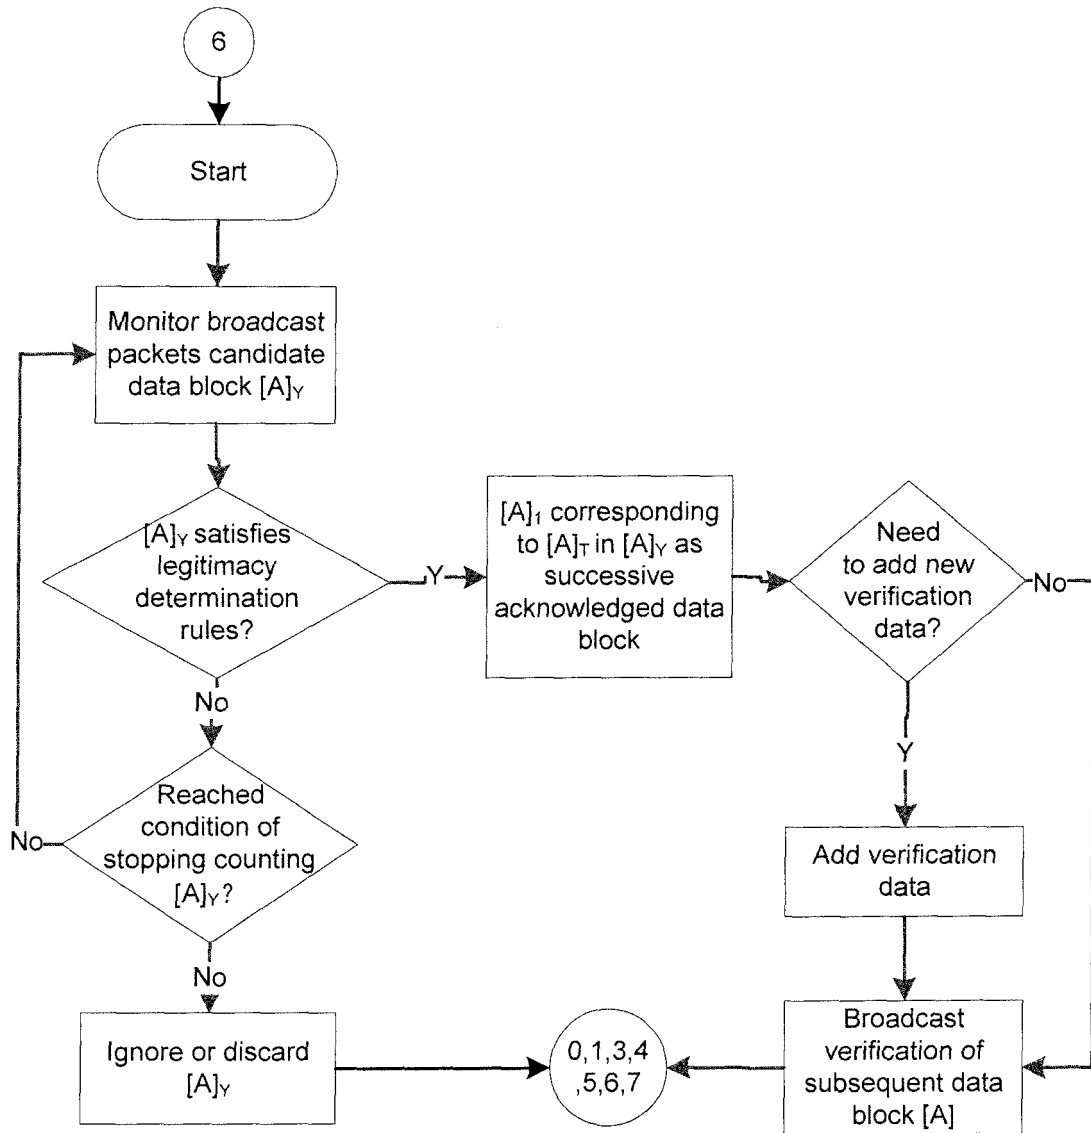 6
Start
Monitor broadcast
packets candidate
data block [A]Y
[A]Y satisfies
legitimacy
determination
rules?
Y
[A]1 corresponding
to [A]T in [A]Y as
successive
acknowledged data
block
Need
to add new
verification
data?
No
No
Y
Reached
condition of
stopping counting
[A]Y?
No
Add verification
data
No
Ignore or discard
[A]Y
0,1,3,4
,5,6,7
Broadcast
verification of
subsequent data
block [A]